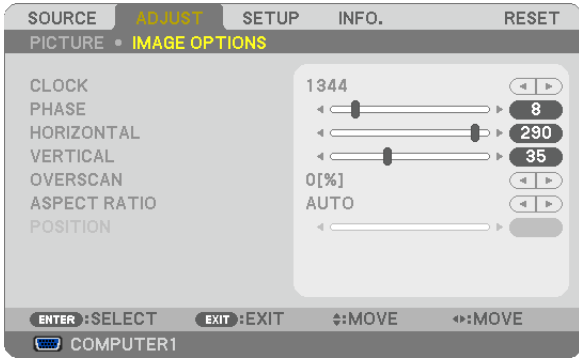 SOURCE ADJUST SETUP INFO. RESET
PICTURE • IMAGE OPTIONS
CLOCK 1344
PHASE 8
HORIZONTAL 290
VERTICAL 35
OVERSCAN 0[%]
ASPECT RATIO AUTO
POSITION
ENTER :SELECT EXIT :EXIT :MOVE :MOVE
COMPUTER1